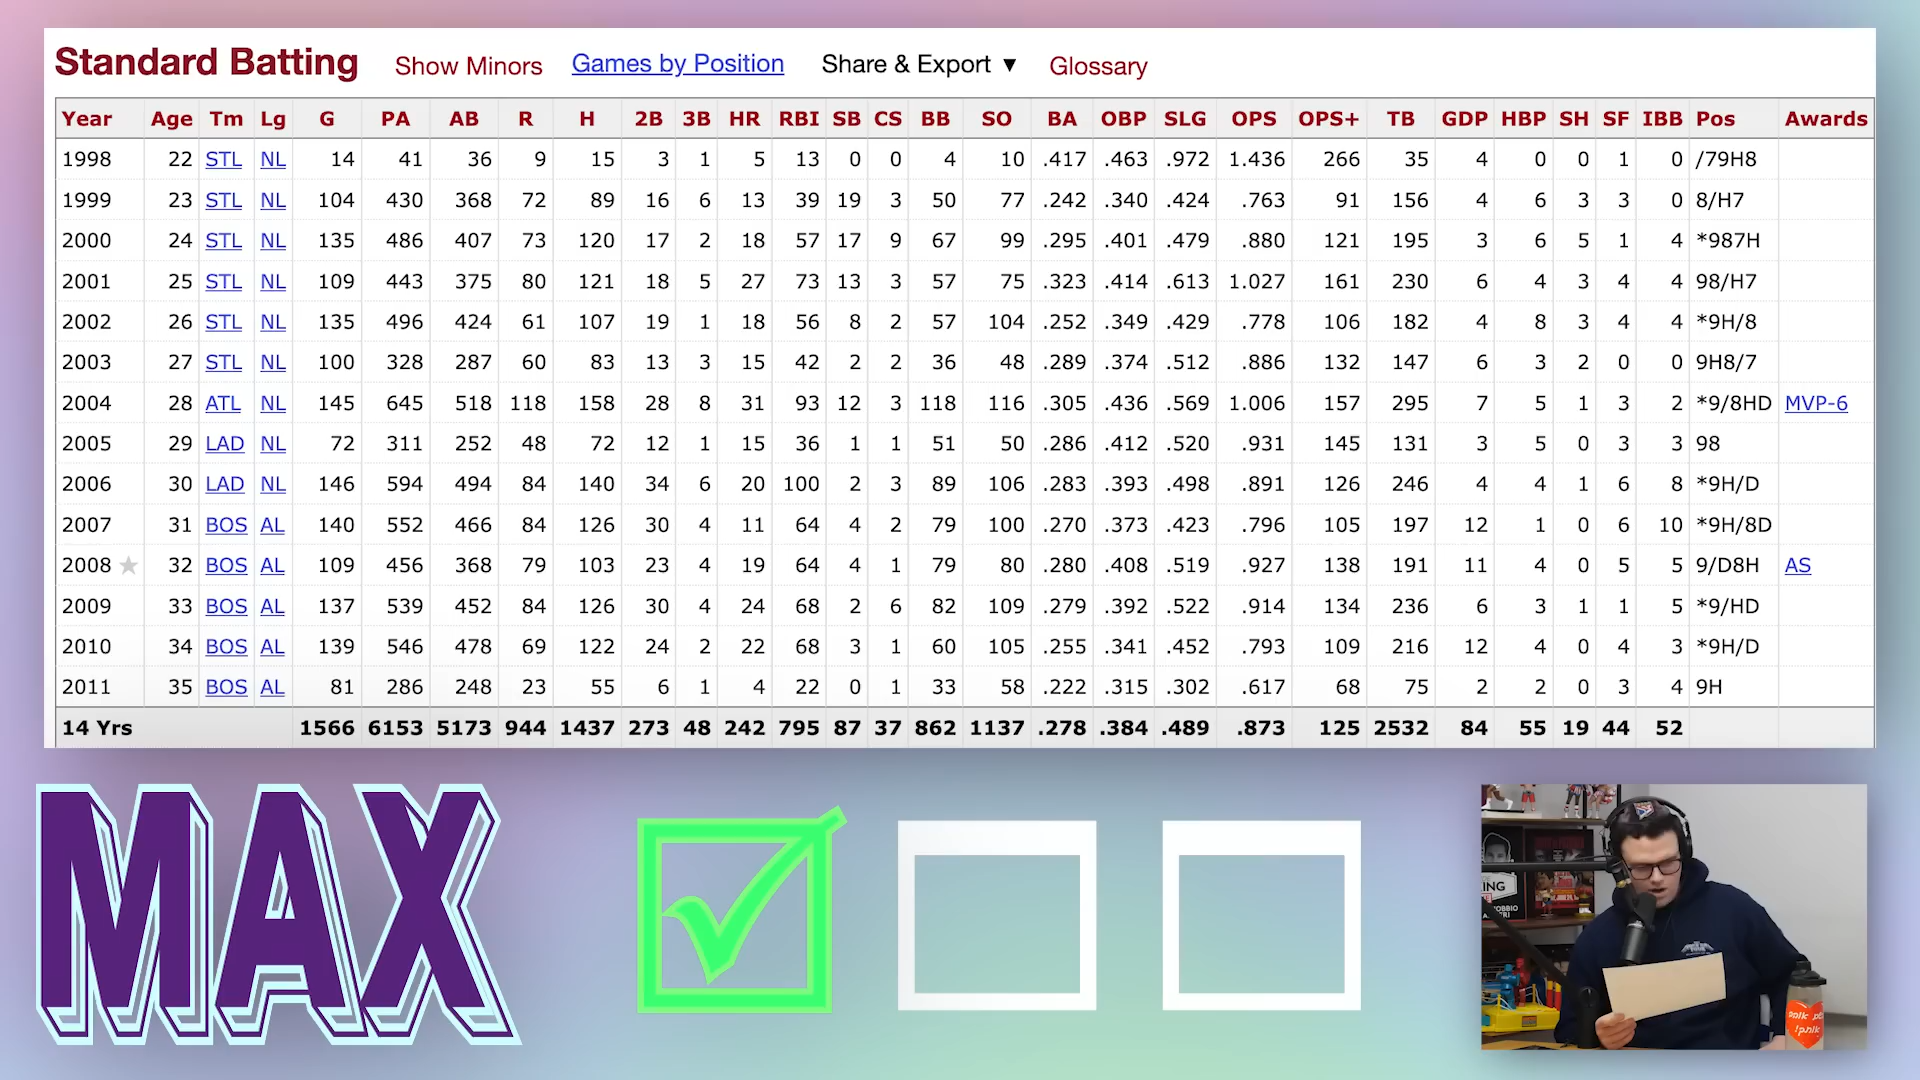 Standard Batting Show Minors Games by Position Share & Export ▼ Glossary
Year Age Tm Lg G PA AB R H 2B 3B HR RBI SB CS BB SO BA OBP SLG OPS OPS+ TB GDP HBP SH SF IBB Pos Awards
1998 22 STL NL 14 41 36 9 15 3 1 5 13 0 0 4 10 .417 .463 .972 1.436 266 35 4 0 0 1 0 /79H8
1999 23 STL NL 104 430 368 72 89 16 6 13 39 19 3 50 77 .242 .340 .424 .763 91 156 4 6 3 3 0 8/H7
2000 24 STL NL 135 486 407 73 120 17 2 18 57 17 9 67 99 .295 .401 .479 .880 121 195 3 6 5 1 4 *987H
2001 25 STL NL 109 443 375 80 121 18 5 27 73 13 3 57 75 .323 .414 .613 1.027 161 230 6 4 3 4 4 98/H7
2002 26 STL NL 135 496 424 61 107 19 1 18 56 8 2 57 104 .252 .349 .429 .778 106 182 4 8 3 4 4 *9H/8
2003 27 STL NL 100 328 287 60 83 13 3 15 42 2 2 36 48 .289 .374 .512 .886 132 147 6 3 2 0 0 9H8/7
2004 28 ATL NL 145 645 518 118 158 28 8 31 93 12 3 118 116 .305 .436 .569 1.006 157 295 7 5 1 3 2 *9/8HD MVP-6
2005 29 LAD NL 72 311 252 48 72 12 1 15 36 1 1 51 50 .286 .412 .520 .931 145 131 3 5 0 3 3 98
2006 30 LAD NL 146 594 494 84 140 34 6 20 100 2 3 89 106 .283 .393 .498 .891 126 246 4 4 1 6 8 *9H/D
2007 31 BOS AL 140 552 466 84 126 30 4 11 64 4 2 79 100 .270 .373 .423 .796 105 197 12 1 0 6 10 *9H/8D
2008 ★ 32 BOS AL 109 456 368 79 103 23 4 19 64 4 1 79 80 .280 .408 .519 .927 138 191 11 4 0 5 5 9/D8H AS
2009 33 BOS AL 137 539 452 84 126 30 4 24 68 2 6 82 109 .279 .392 .522 .914 134 236 6 3 1 1 5 *9/HD
2010 34 BOS AL 139 546 478 69 122 24 2 22 68 3 1 60 105 .255 .341 .452 .793 109 216 12 4 0 4 3 *9H/D
2011 35 BOS AL 81 286 248 23 55 6 1 4 22 0 1 33 58 .222 .315 .302 .617 68 75 2 2 0 3 4 9H
14 Yrs 1566 6153 5173 944 1437 273 48 242 795 87 37 862 1137 .278 .384 .489 .873 125 2532 84 55 19 44 52
MAX